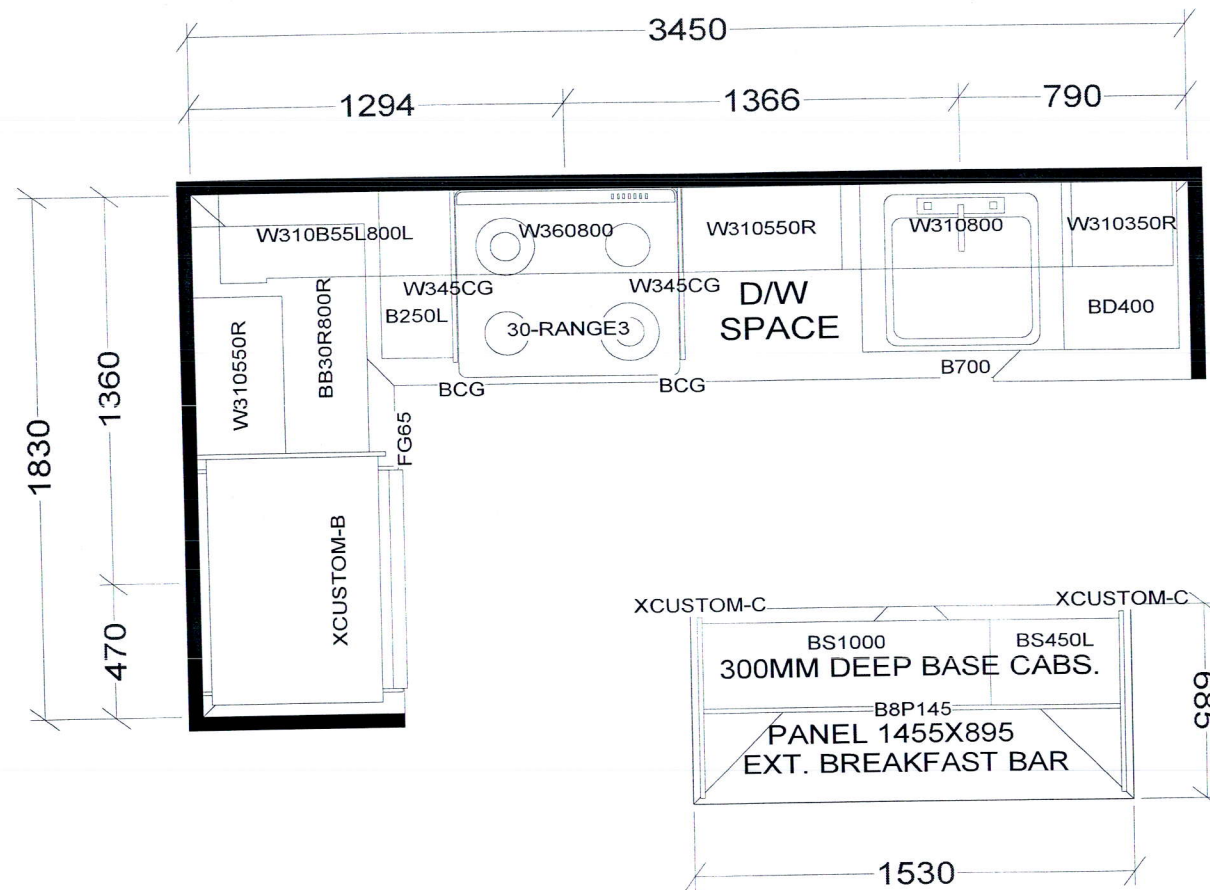 3450
1294
1366
790
W310B55L800L
W360800
W310550R
W310800
W310350R
W345CG
W345CG
D/W
SPACE
B250L
30-RANGE3
BD400
BCG
BCG
B700
BB30R800R
W310550R
FG65
1830
1360
470
XCUSTOM-B
XCUSTOM-C
XCUSTOM-C
BS1000
BS450L
300MM DEEP BASE CABS.
B8P145
PANEL 1455X895
EXT. BREAKFAST BAR
685
1530